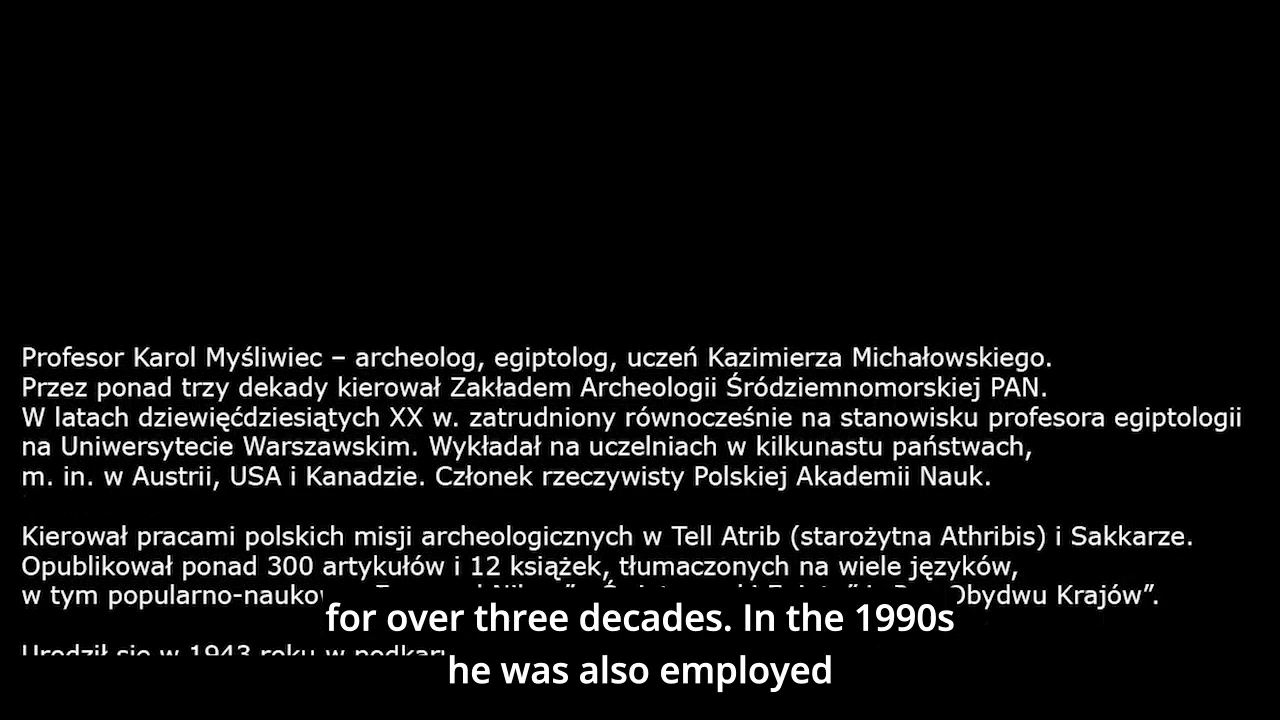 Profesor Karol Myśliwiec – archeolog, egiptolog, uczeń Kazimierza Michałowskiego.
Przez ponad trzy dekady kierował Zakładem Archeologii Śródziemnomorskiej PAN.
W latach dziewięćdziesiątych XX w. zatrudniony równocześnie na stanowisku profesora egiptologii
na Uniwersytecie Warszawskim. Wykładał na uczelniach w kilkunastu państwach,
m. in. w Austrii, USA i Kanadzie. Członek rzeczywisty Polskiej Akademii Nauk.
Kierował pracami polskich misji archeologicznych w Tell Atrib (starożytna Athribis) i Sakkarze.
Opublikował ponad 300 artykułów i 12 książek, tłumaczonych na wiele języków,
w tym Obydwu Krajów”.
for over three decades. In the 1990s
Urodził się w 1943 roku w
he was also employed